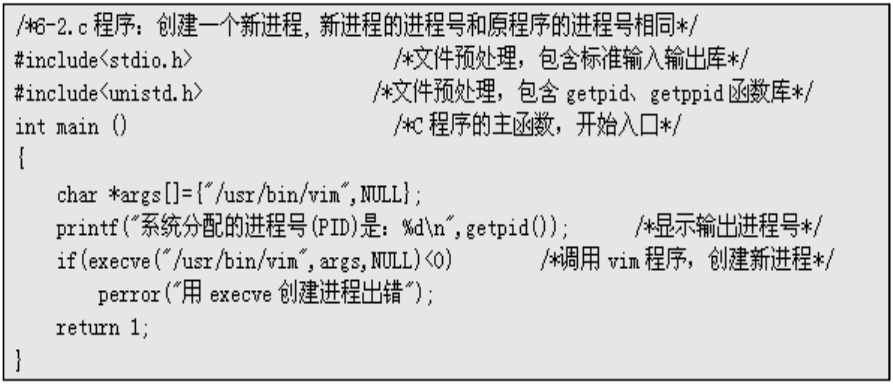 /*6-2.c 程序：创建一个新进程, 新进程的进程号和原程序的进程号相同*/
#include<stdio.h> /*文件预处理，包含标准输入输出库*/
#include<unistd.h> /*文件预处理，包含 getpid、getppid 函数库*/
int main () /*C 程序的主函数，开始入口*/
{
char *args[]={"/usr/bin/vim",NULL};
printf("系统分配的进程号(PID)是：%d\n",getpid()); /*显示输出进程号*/
if(execve("/usr/bin/vim",args,NULL)<0) /*调用 vim 程序，创建新进程*/
perror("用 execve 创建进程出错");
return 1;
}